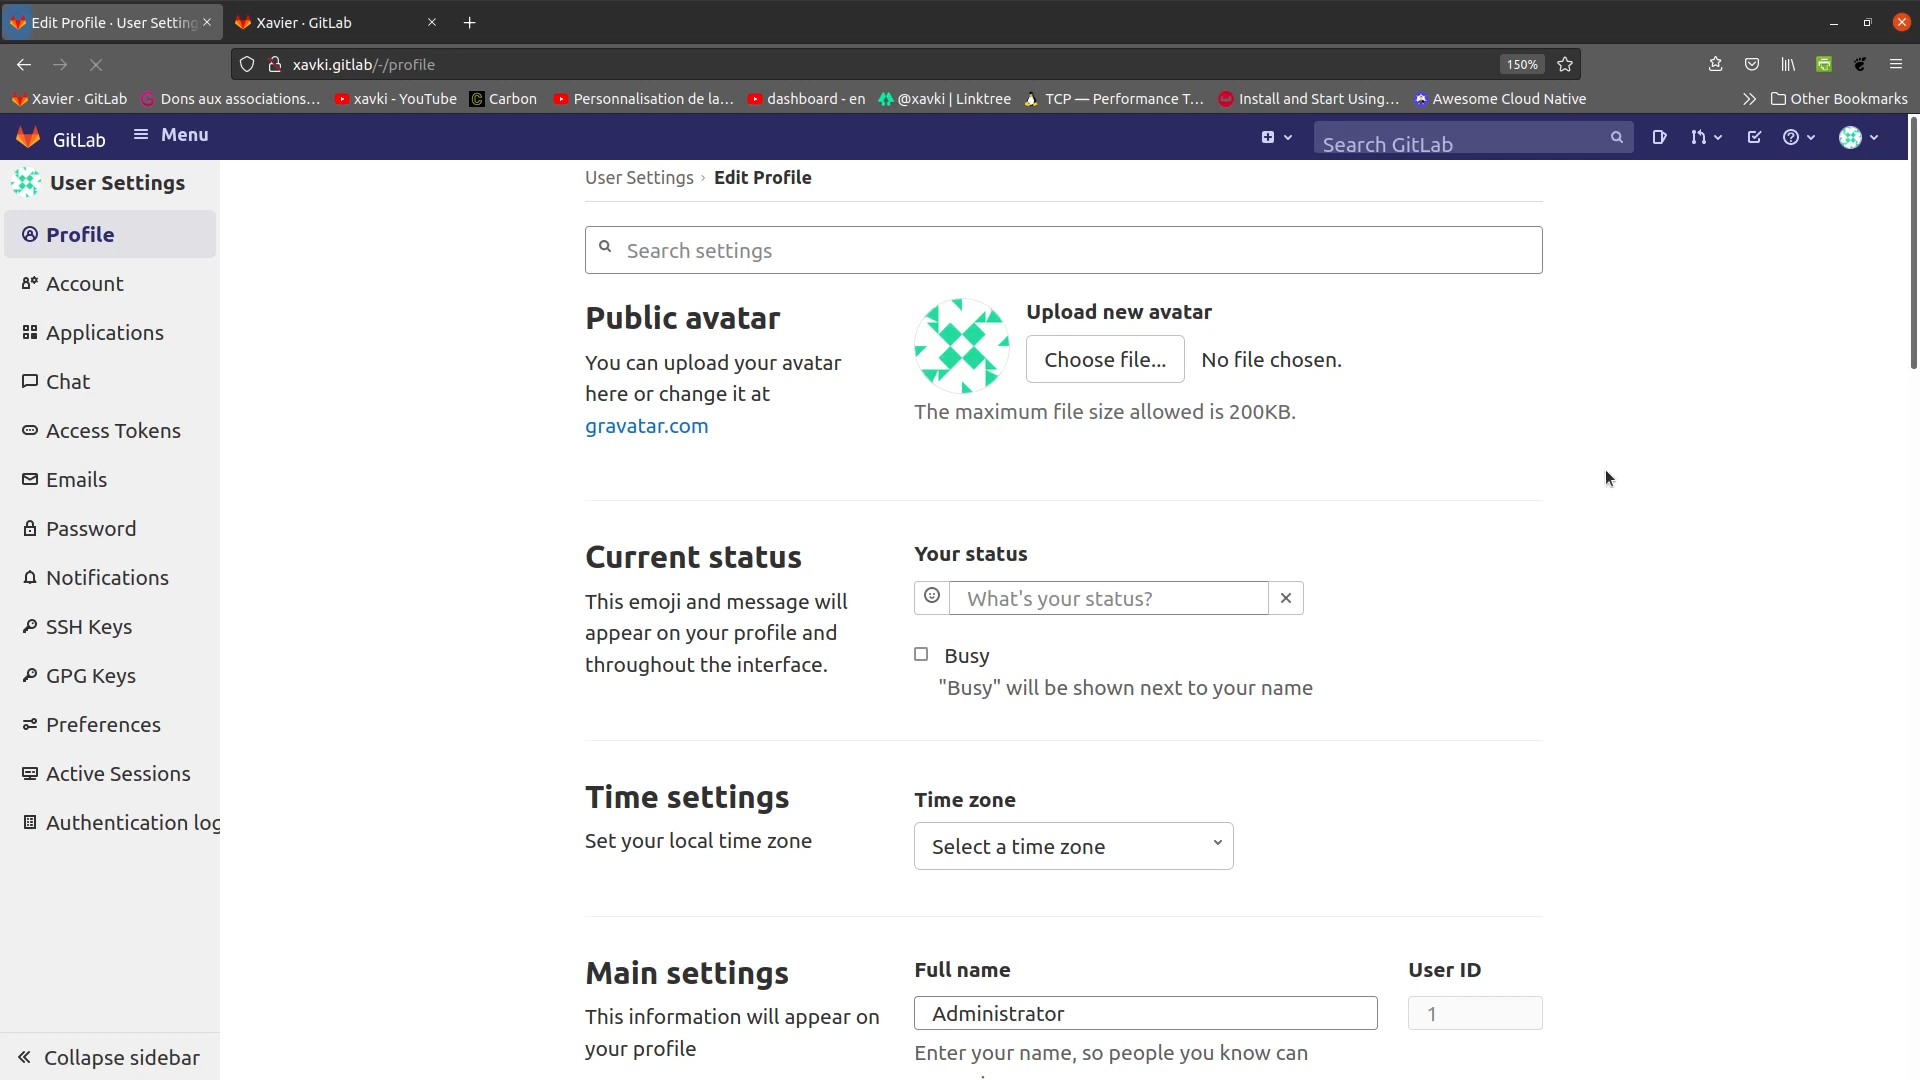 Edit Profile · User Setting
Xavier · GitLab
xavki.gitlab/-/profile
150%
Xavier · GitLab
Dons aux associations...
xavki - YouTube
Carbon
Personnalisation de la...
dashboard - en
@xavki | Linktree
TCP — Performance T...
Install and Start Using...
Awesome Cloud Native
Other Bookmarks
GitLab
Menu
Search GitLab
User Settings
Profile
Account
Applications
Chat
Access Tokens
Emails
Password
Notifications
SSH Keys
GPG Keys
Preferences
Active Sessions
Authentication log
Collapse sidebar
User Settings › Edit Profile
Search settings
Public avatar
You can upload your avatar
here or change it at
gravatar.com
Upload new avatar
Choose file...
No file chosen.
The maximum file size allowed is 200KB.
Current status
This emoji and message will
appear on your profile and
throughout the interface.
Your status
What's your status?
Busy
"Busy" will be shown next to your name
Time settings
Set your local time zone
Time zone
Select a time zone
Main settings
This information will appear on
your profile
Full name
Administrator
Enter your name, so people you know can
User ID
1